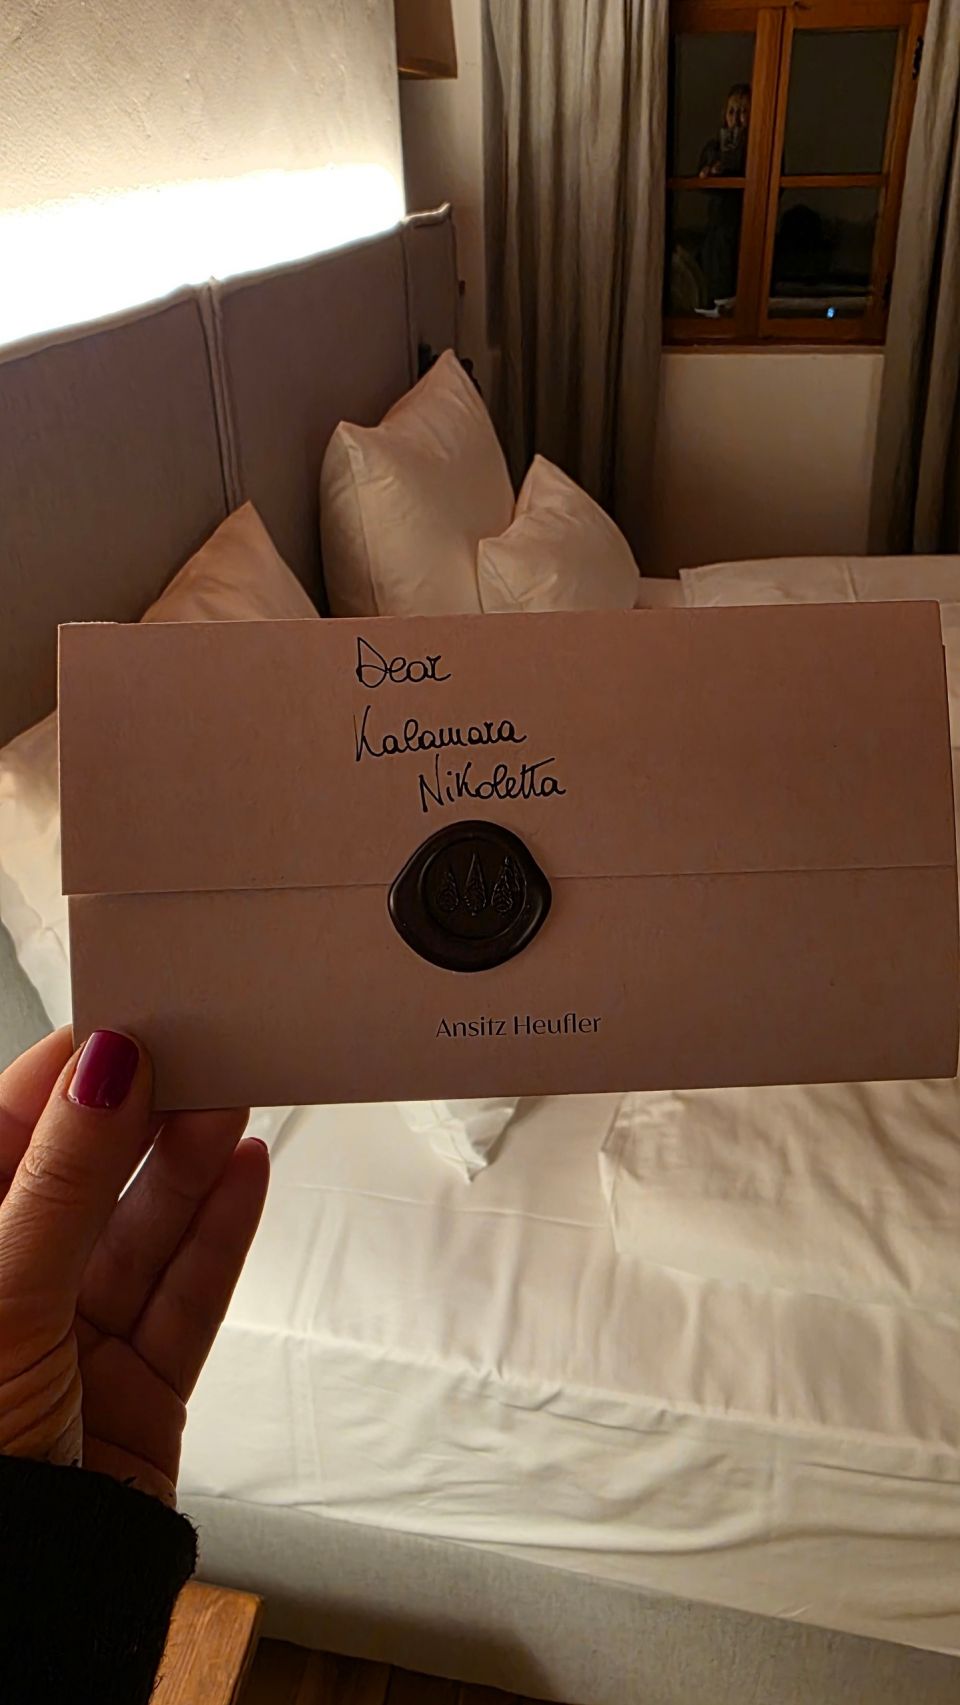 Dear
Kalamara
Nikoletta
Ansitz Heufler